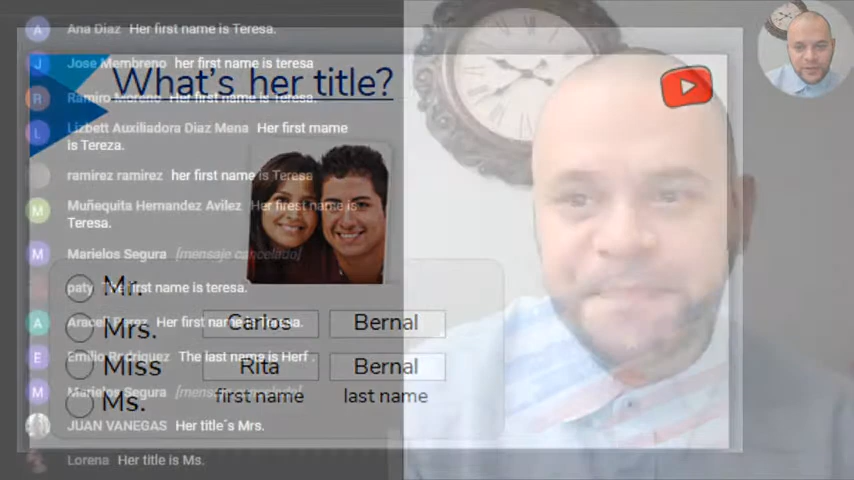 Ana Diaz Her first name is Teresa.
Jose Membreno her first name is teresa
What's her title?
Ramiro Moreno Her first name is Teresa.
Lizbett Auxiliadora Diaz Mena Her first mame
is Tereza.
ramirez ramirez her first name is Teresa
Muñequita Hernandez Avilez Her firest name is
Teresa.
Marielos Segura [mensaje cancelado]
paty The first name is teresa.
Mr.
Araceli Perez Her first name is Teresa.
Mrs. Carlos Bernal
Emilio Rodriguez The last name is Herf .
Miss Rita Bernal
Marielos Segura [mensaje cancelado]
Ms. first name last name
JUAN VANEGAS Her title´s Mrs.
Lorena Her title is Ms.